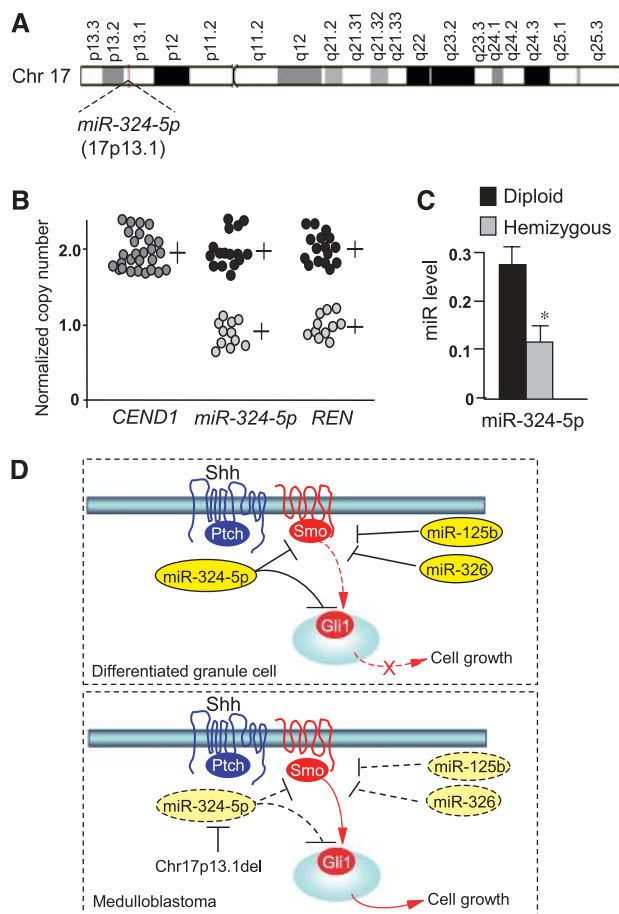 A
p13.3
p13.2
p13.1
p12
p11.2
q11.2
q12
q21.2
q21.31
q21.32
q21.33
q22
q23.2
q23.3
q24.1
q24.2
q24.3
q25.1
q25.3
Chr 17
miR-324-5p
(17p13.1)
B
Normalized copy number
2.0
1.0
0
CEND1 miR-324-5p REN
C
Diploid
Hemizygous
miR level
0.3
0.2
0.1
0
*
miR-324-5p
D
Shh
Ptch
Smo
miR-125b
miR-326
miR-324-5p
Gli1
X
Cell growth
Differentiated granule cell
Shh
Ptch
Smo
miR-125b
miR-326
miR-324-5p
Chr17p13.1del
Gli1
Cell growth
Medulloblastoma